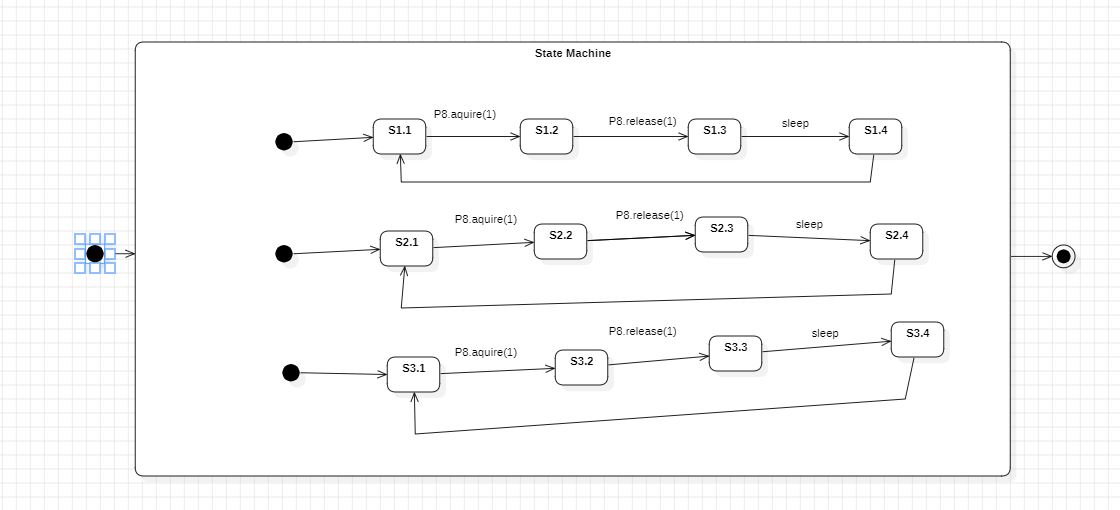 State Machine
P8.aquire(1)
P8.release(1)
sleep
S1.1
S1.2
S1.3
S1.4
P8.aquire(1)
P8.release(1)
sleep
S2.1
S2.2
S2.3
S2.4
P8.aquire(1)
P8.release(1)
sleep
S3.1
S3.2
S3.3
S3.4